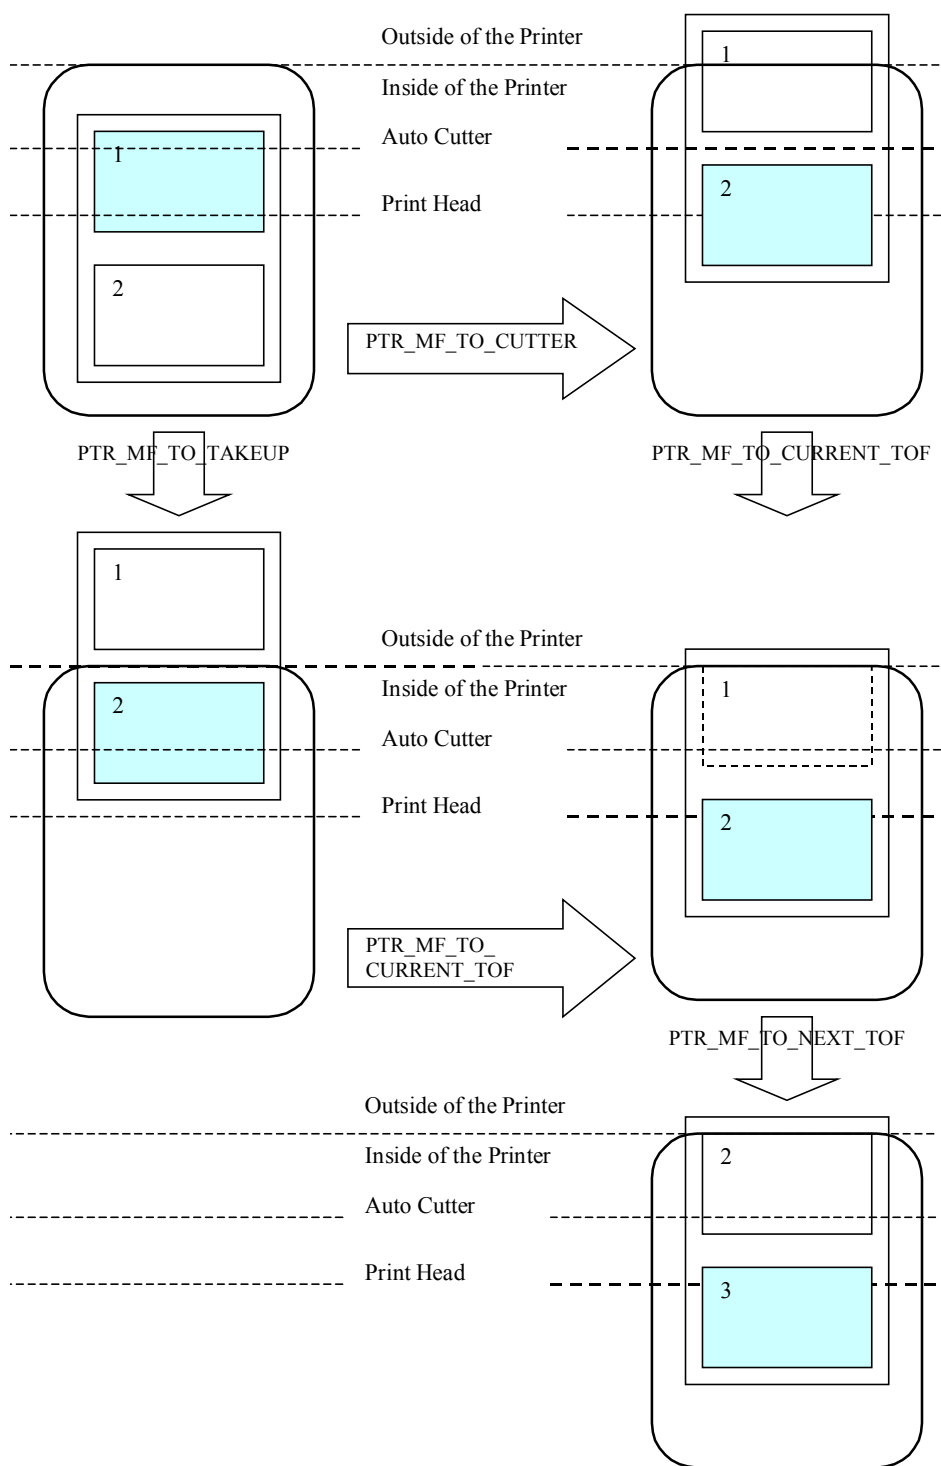 Outside of the Printer
1
Inside of the Printer
Auto Cutter
1
Print Head
2
2
PTR_MF_TO_CUTTER
PTR_MF_TO_TAKEUP
PTR_MF_TO_CURRENT_TOF
1
Outside of the Printer
Inside of the Printer
1
2
Auto Cutter
Print Head
2
PTR_MF_TO_
CURRENT_TOF
PTR_MF_TO_NEXT_TOF
Outside of the Printer
Inside of the Printer
2
Auto Cutter
Print Head
3